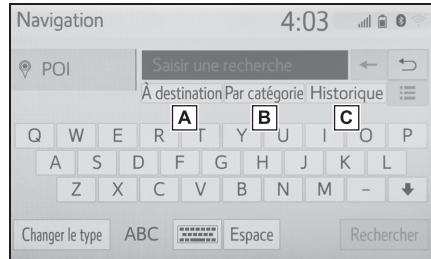 Navigation 4:03
POI Saisir une recherche
À destination Par catégorie Historique
A B C
Q W E R T Y U I O P
A S D F G H J K L
Z X C V B N M -
Changer le type ABC Espace Rechercher